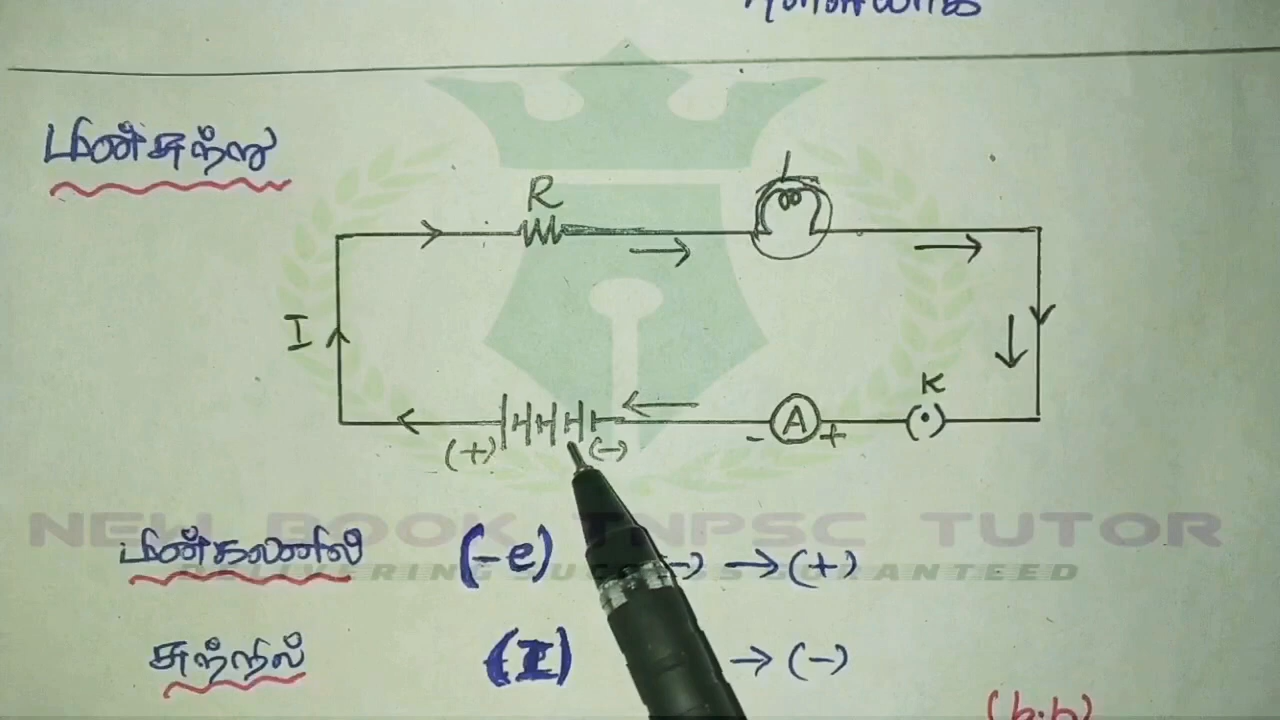 மின்சுற்று
R
I
K
(+) (-) - A +
NEW BOOK TNPSC TUTOR
மின்கலனில் (-e) → (+)
சுற்றில் (I) → (-)